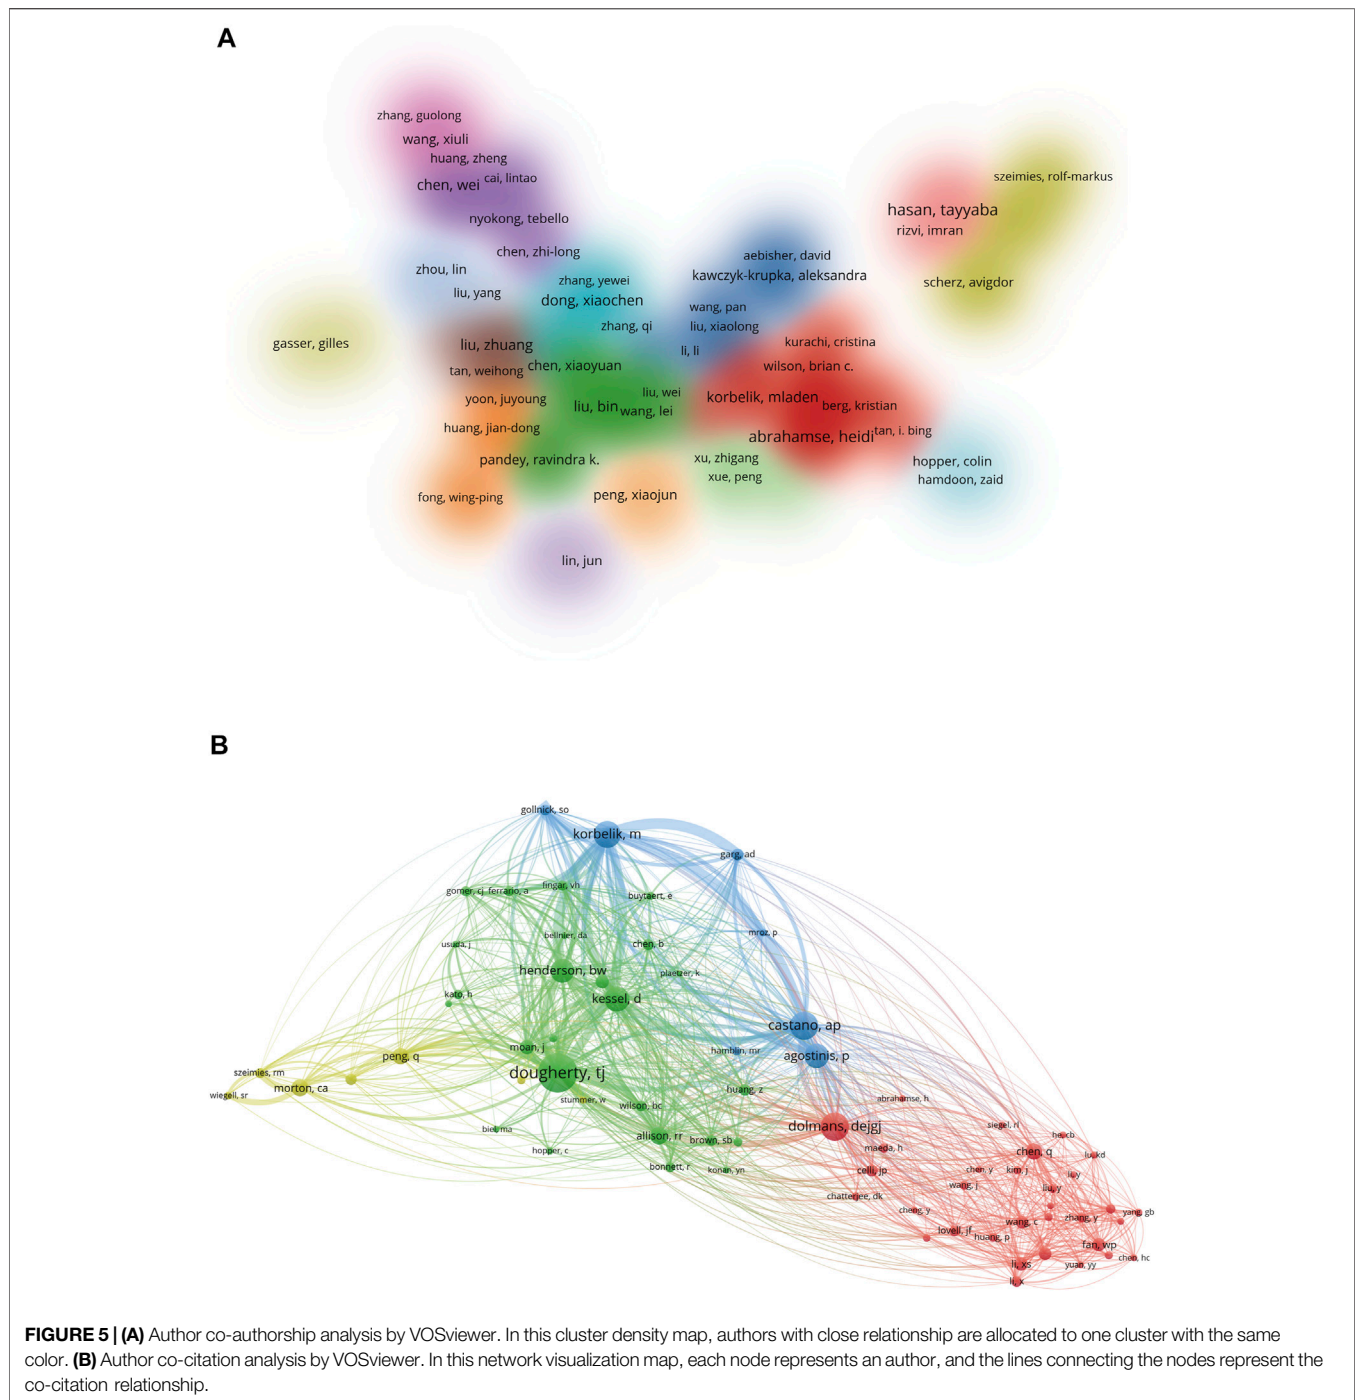 A
zhang, guolong
wang, xiuli
huang, zheng
chen, wei
cai, lintao
nyokong, tebello
chen, zhi-long
zhou, lin
liu, yang
zhang, yewei
dong, xiaochen
zhang, qi
aebisher, david
kawczyk-krupka, aleksandra
wang, pan
liu, xiaolong
li, li
hasan, tayyaba
rizvi, imran
szeimies, rolf-markus
scherz, avigdor
gasser, gilles
liu, zhuang
tan, weihong
chen, xiaoyuan
yoon, juyoung
liu, bin
liu, wei
wang, lei
huang, jian-dong
pandey, ravindra k.
fong, wing-ping
peng, xiaojun
lin, jun
kurachi, cristina
wilson, brian c.
korbelik, mladen
berg, kristian
abrahamse, heidi
tan, i. bing
xu, zhigang
xue, peng
hopper, colin
hamdoon, zaid
B
gollnick, so
korbelik, m
garg, ad
gomer, cj
ferrario, a
fingar, vh
buytaert, e
usuda, j
bellnier, da
chen, b
mroz, p
henderson, bw
plaetzer, k
kato, h
kessel, d
castano, ap
moan, j
hamblin, mr
agostinis, p
peng, q
szeimies, rm
dougherty, tj
wiegell, sr
morton, ca
stummer, w
huang, z
wilson, bc
abrahamse, h
biel, ma
allison, rr
brown, sb
dolmans, dejgj
hopper, c
bonnett, r
konan, yn
maeda, h
celli, jp
chatterjee, dk
siegel, rl
he, cb
chen, q
lu, kd
chen, y
kim, j
li, y
wang, j
liu, y
cheng, y
wang, c
zhang, y
yang, gb
lovell, jf
huang, p
fan, wp
chen, hc
li, xs
yuan, yy
li, x
FIGURE 5 | (A) Author co-authorship analysis by VOSviewer. In this cluster density map, authors with close relationship are allocated to one cluster with the same
color. (B) Author co-citation analysis by VOSviewer. In this network visualization map, each node represents an author, and the lines connecting the nodes represent the
co-citation relationship.